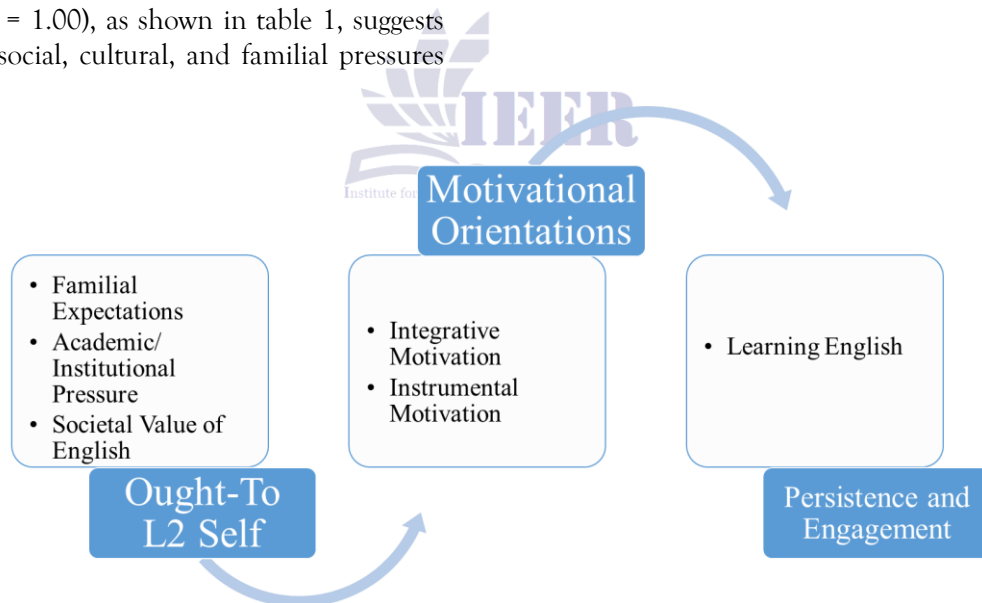 = 1.00), as shown in table 1, suggests
social, cultural, and familial pressures
IEER
Institute for
Motivational
Orientations
• Familial
Expectations
• Academic/
Institutional
Pressure
• Societal Value of
English
Ought-To
L2 Self
• Integrative
Motivation
• Instrumental
Motivation
• Learning English
Persistence and
Engagement